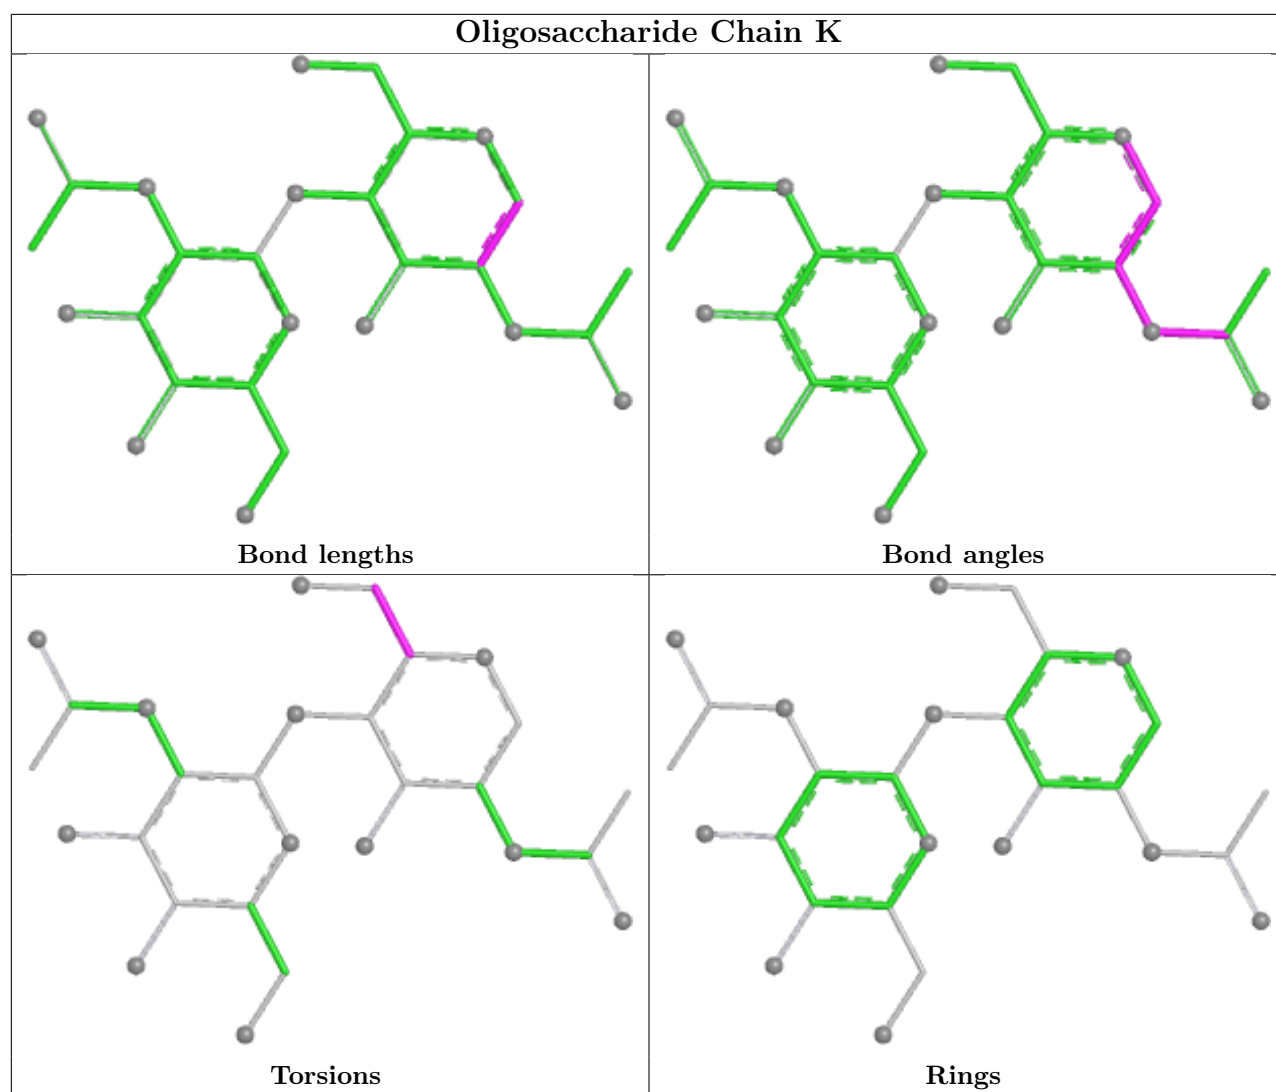 Oligosaccharide Chain K
Bond lengths
Bond angles
Torsions
Rings